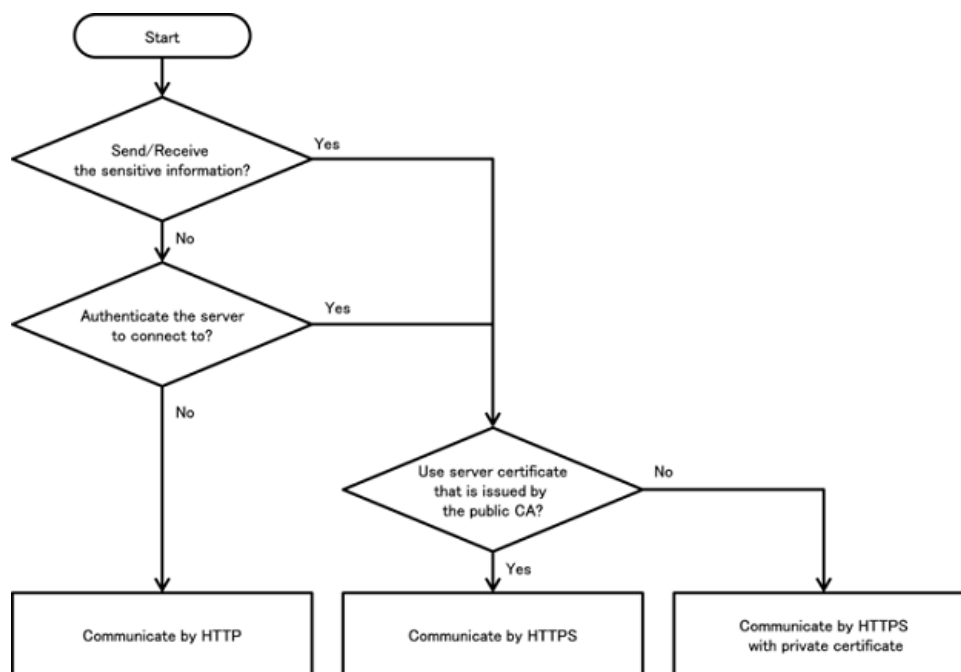 Start
Send/Receive
the sensitive information?
Yes
No
Authenticate the server
to connect to?
Yes
No
Use server certificate
that is issued by
the public CA?
No
Yes
Communicate by HTTP
Communicate by HTTPS
Communicate by HTTPS
with private certificate